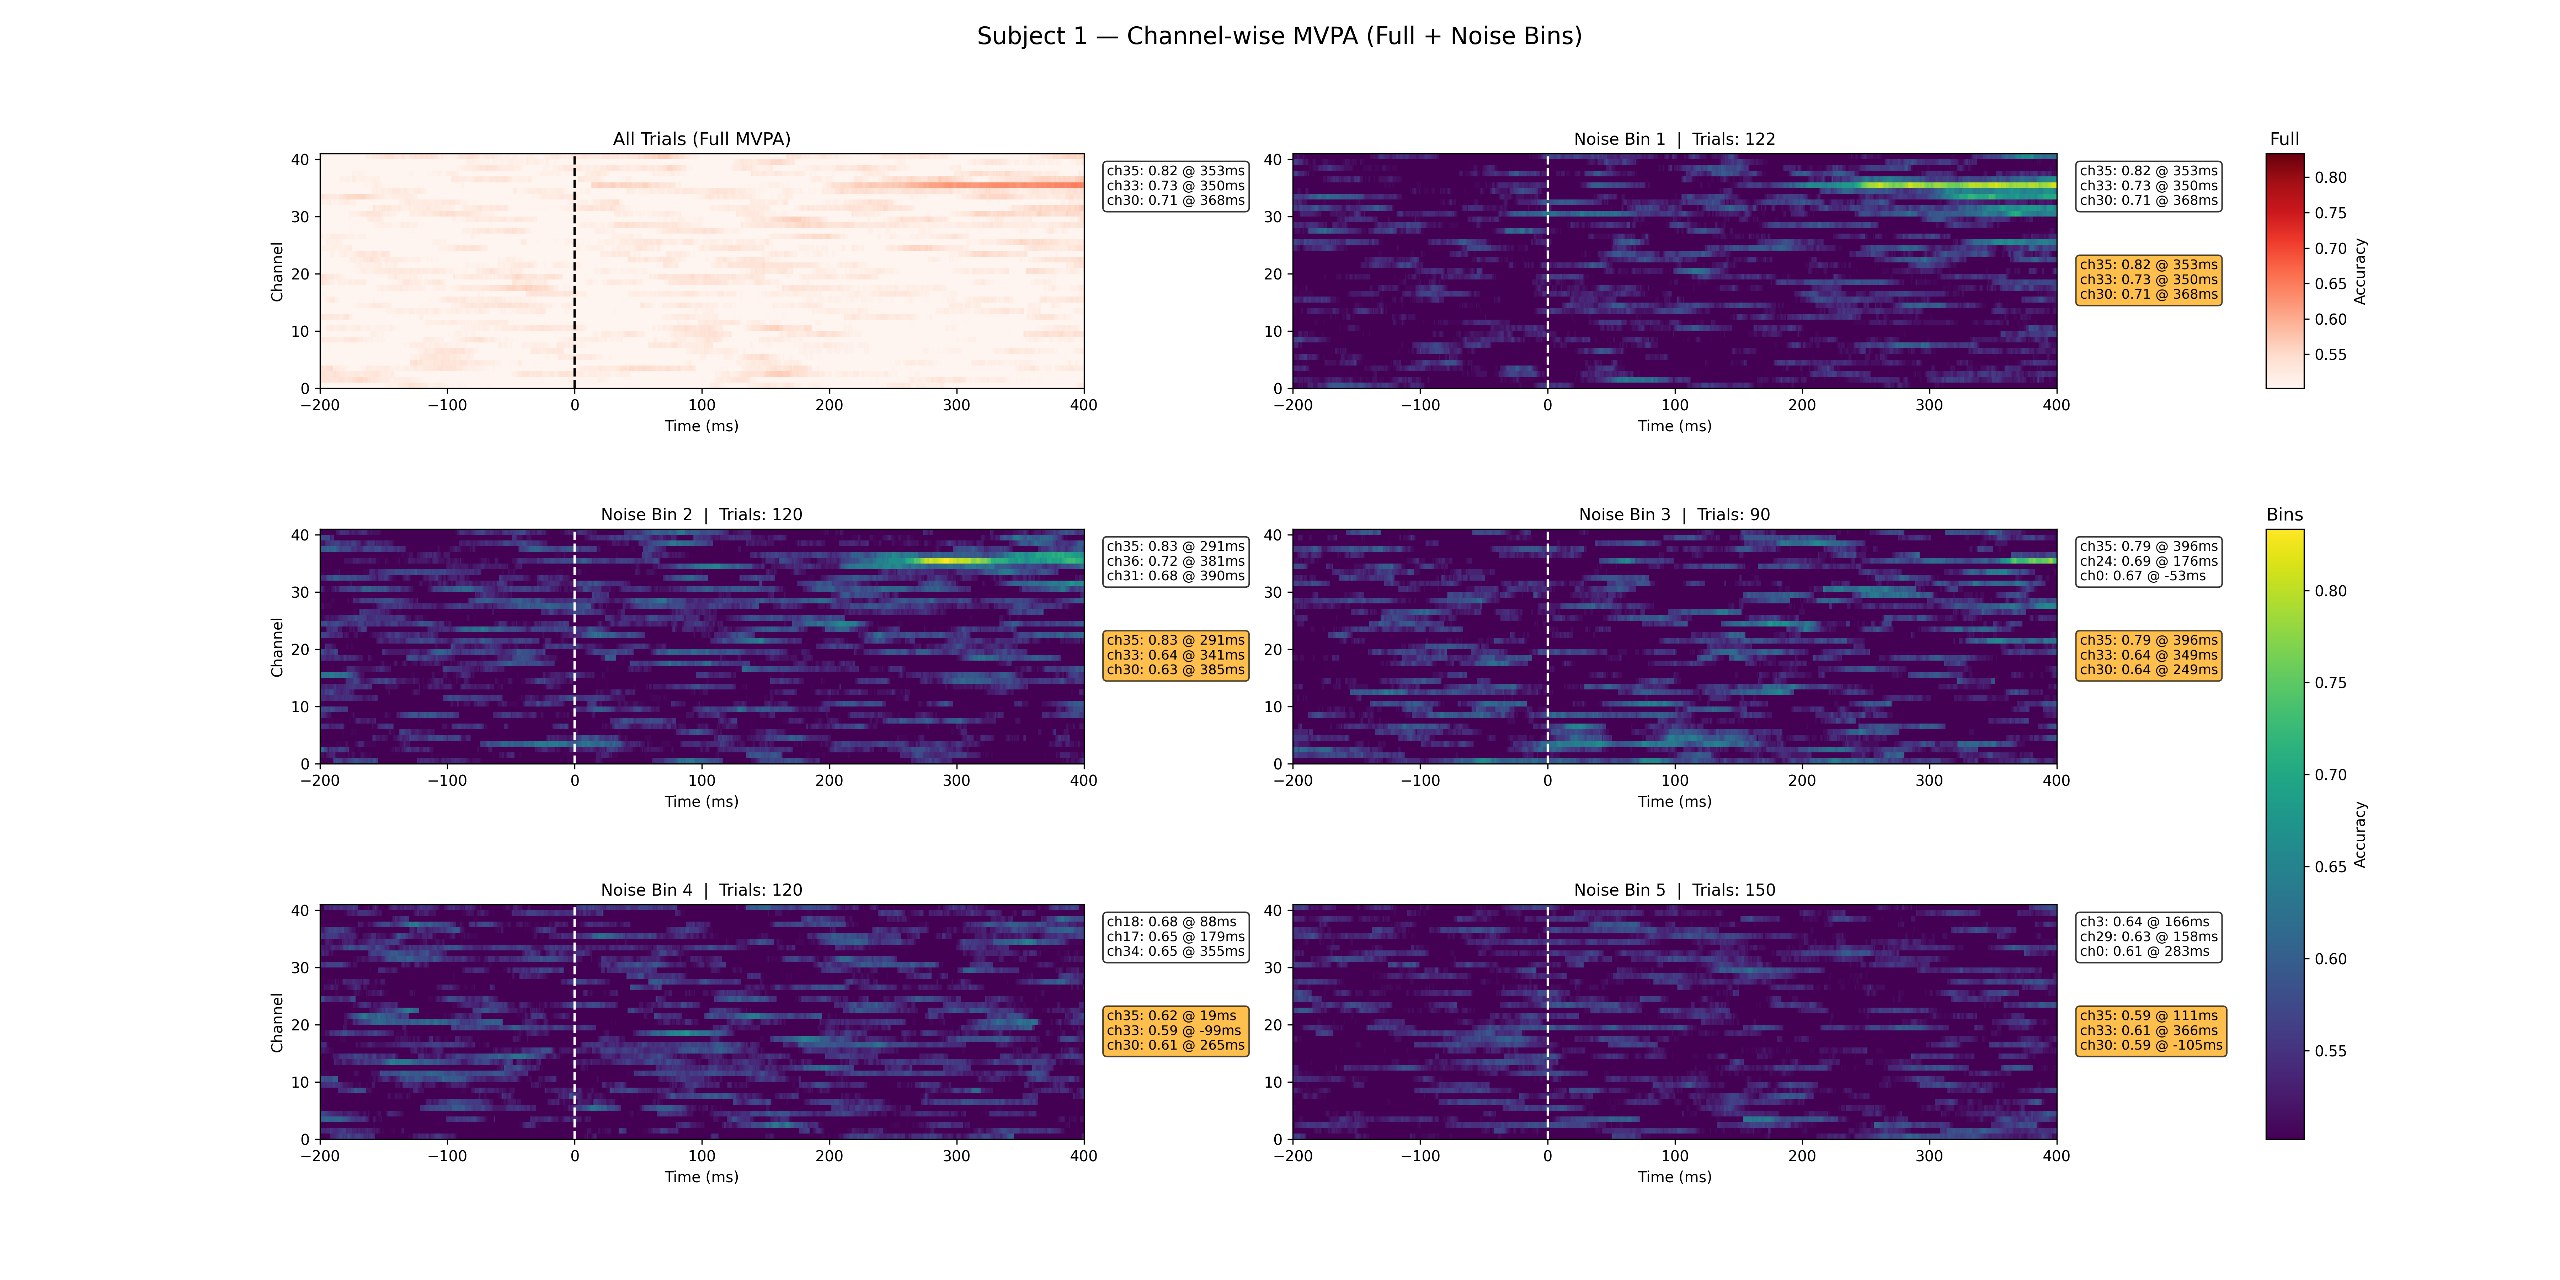 Subject 1 — Channel-wise MVPA (Full + Noise Bins)
All Trials (Full MVPA)
Channel
40
30
20
10
0
−200
−100
0
100
200
300
400
Time (ms)
ch35: 0.82 @ 353ms
ch33: 0.73 @ 350ms
ch30: 0.71 @ 368ms
Noise Bin 1 | Trials: 122
40
30
20
10
0
−200
−100
0
100
200
300
400
Time (ms)
ch35: 0.82 @ 353ms
ch33: 0.73 @ 350ms
ch30: 0.71 @ 368ms
ch35: 0.82 @ 353ms
ch33: 0.73 @ 350ms
ch30: 0.71 @ 368ms
Full
0.80
0.75
0.70
0.65
0.60
0.55
Accuracy
Noise Bin 2 | Trials: 120
Channel
40
30
20
10
0
−200
−100
0
100
200
300
400
Time (ms)
ch35: 0.83 @ 291ms
ch36: 0.72 @ 381ms
ch31: 0.68 @ 390ms
ch35: 0.83 @ 291ms
ch33: 0.64 @ 341ms
ch30: 0.63 @ 385ms
Noise Bin 3 | Trials: 90
40
30
20
10
0
−200
−100
0
100
200
300
400
Time (ms)
ch35: 0.79 @ 396ms
ch24: 0.69 @ 176ms
ch0: 0.67 @ -53ms
ch35: 0.79 @ 396ms
ch33: 0.64 @ 349ms
ch30: 0.64 @ 249ms
Bins
0.80
0.75
0.70
0.65
0.60
0.55
Accuracy
Noise Bin 4 | Trials: 120
Channel
40
30
20
10
0
−200
−100
0
100
200
300
400
Time (ms)
ch18: 0.68 @ 88ms
ch17: 0.65 @ 179ms
ch34: 0.65 @ 355ms
ch35: 0.62 @ 19ms
ch33: 0.59 @ -99ms
ch30: 0.61 @ 265ms
Noise Bin 5 | Trials: 150
40
30
20
10
0
−200
−100
0
100
200
300
400
Time (ms)
ch3: 0.64 @ 166ms
ch29: 0.63 @ 158ms
ch0: 0.61 @ 283ms
ch35: 0.59 @ 111ms
ch33: 0.61 @ 366ms
ch30: 0.59 @ -105ms